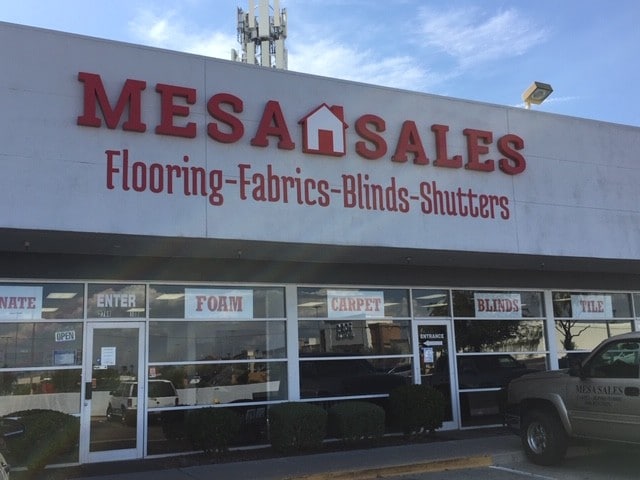 MESA SALES
Flooring-Fabrics-Blinds-Shutters
NATE
ENTER
FOAM
CARPET
BLINDS
TILE
OPEN
ENTRANCE
MESA SALES